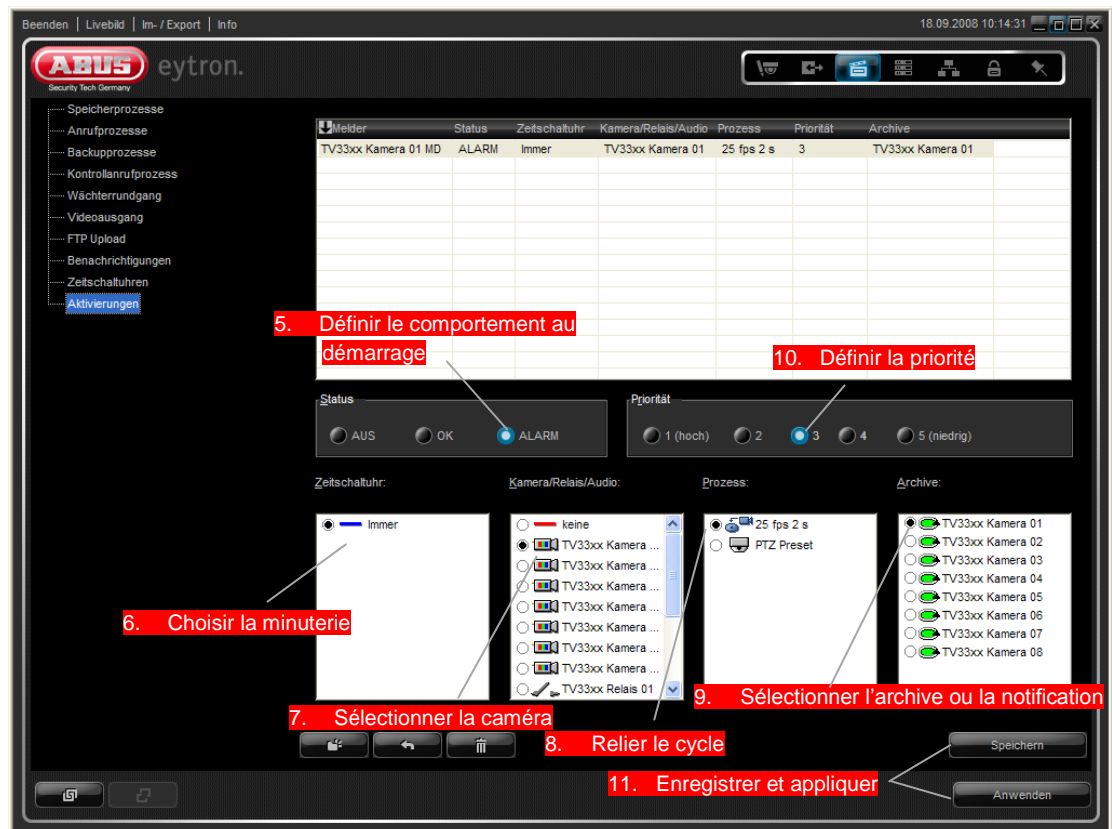 Beenden | Livebild | Im- / Export | Info
18.09.2008 10:14:31
ABUS eytron.
Security Tech Germany
Speicherprozesse
Anrufprozesse
Backupprozesse
Kontrollanrufprozess
Wächterrundgang
Videoausgang
FTP Upload
Benachrichtigungen
Zeitschaltuhren
Aktivierungen
Melder Status Zeitschaltuhr Kamera/Relais/Audio Prozess Priorität Archive
TV33xx Kamera 01 MD ALARM Immer TV33xx Kamera 01 25 fps 2 s 3 TV33xx Kamera 01
5. Définir le comportement au
démarrage
10. Définir la priorité
Status
AUS OK ALARM
Priorität
1 (hoch) 2 3 4 5 (niedrig)
Zeitschaltuhr:
Immer
Kamera/Relais/Audio:
keine
TV33xx Kamera ...
TV33xx Kamera ...
TV33xx Kamera ...
TV33xx Kamera ...
TV33xx Kamera ...
TV33xx Kamera ...
TV33xx Kamera ...
TV33xx Relais 01
Prozess:
25 fps 2 s
PTZ Preset
Archive:
TV33xx Kamera 01
TV33xx Kamera 02
TV33xx Kamera 03
TV33xx Kamera 04
TV33xx Kamera 05
TV33xx Kamera 06
TV33xx Kamera 07
TV33xx Kamera 08
6. Choisir la minuterie
7. Sélectionner la caméra
8. Relier le cycle
9. Sélectionner l'archive ou la notification
11. Enregistrer et appliquer
Speichern
Anwenden